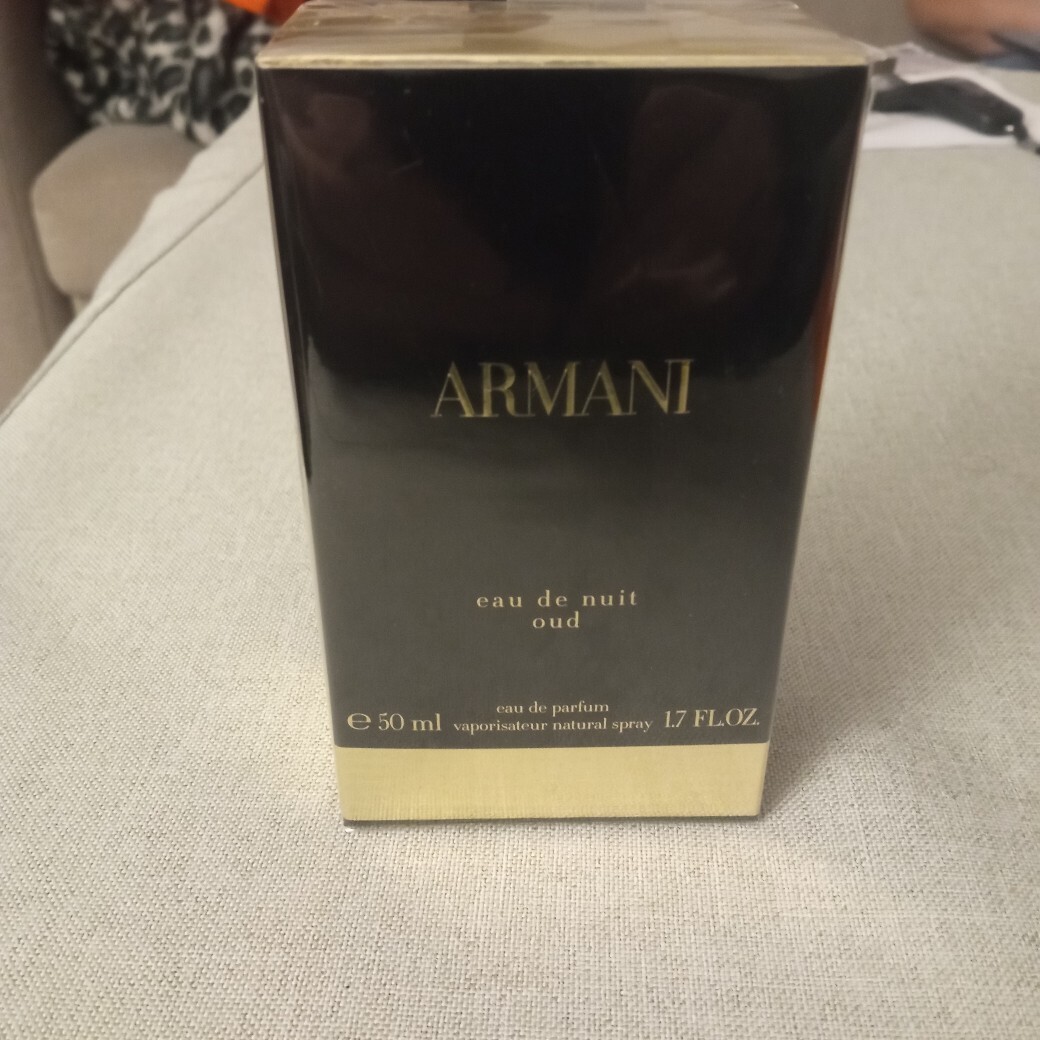 ARMANI
eau de nuit
oud
eau de parfum
℮ 50 ml vaporisateur natural spray 1.7 FL.OZ.